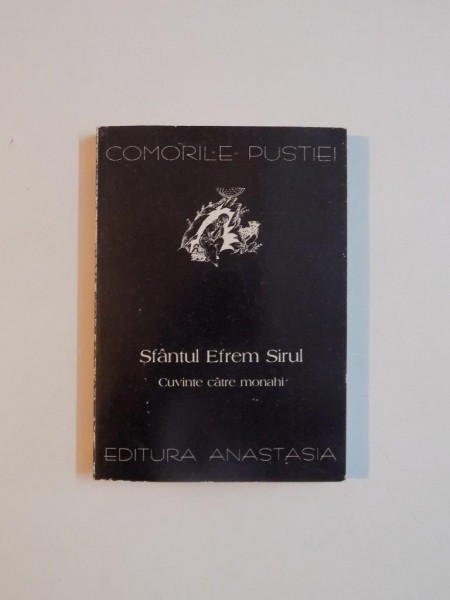 COMORILE PUSTIEI
Sfântul Efrem Sirul
Cuvinte către monahi
EDITURA ANASTASIA